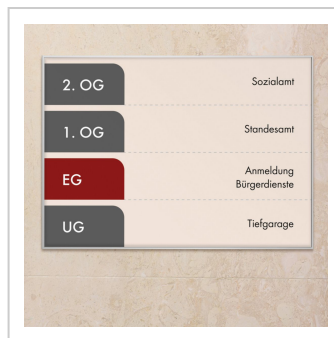 2. OG
Sozialamt
1. OG
Standesamt
EG
Anmeldung
Bürgerdienste
UG
Tiefgarage